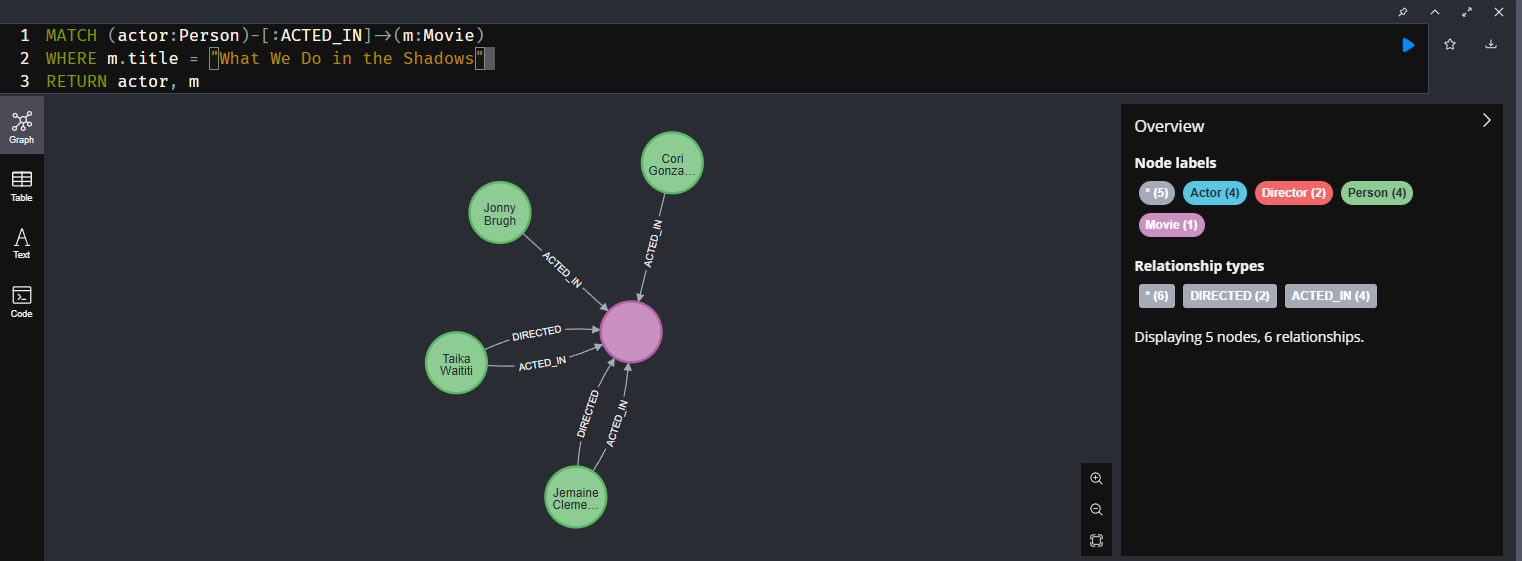 1 MATCH (actor:Person)-[:ACTED_IN]→(m:Movie)
2 WHERE m.title = "What We Do in the Shadows"
3 RETURN actor, m
Graph
Table
Text
Code
Cori
Gonza...
Jonny
Brugh
ACTED_IN
ACTED_IN
DIRECTED
ACTED_IN
Taika
Waititi
DIRECTED
ACTED_IN
Jemaine
Cleme...
Overview
Node labels
* (5) Actor (4) Director (2) Person (4)
Movie (1)
Relationship types
* (6) DIRECTED (2) ACTED_IN (4)
Displaying 5 nodes, 6 relationships.